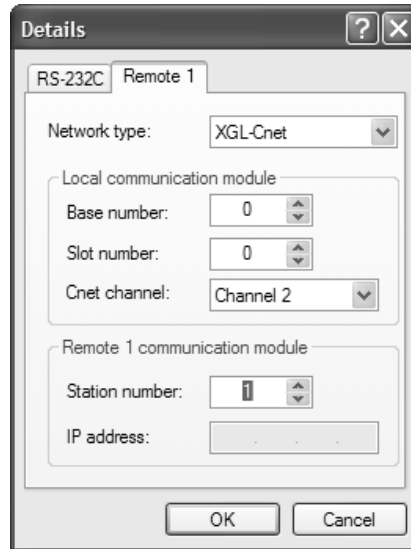 Details
RS-232C Remote 1
Network type: XGL-Cnet
Local communication module
Base number: 0
Slot number: 0
Cnet channel: Channel 2
Remote 1 communication module
Station number: 1
IP address: . . .
OK Cancel